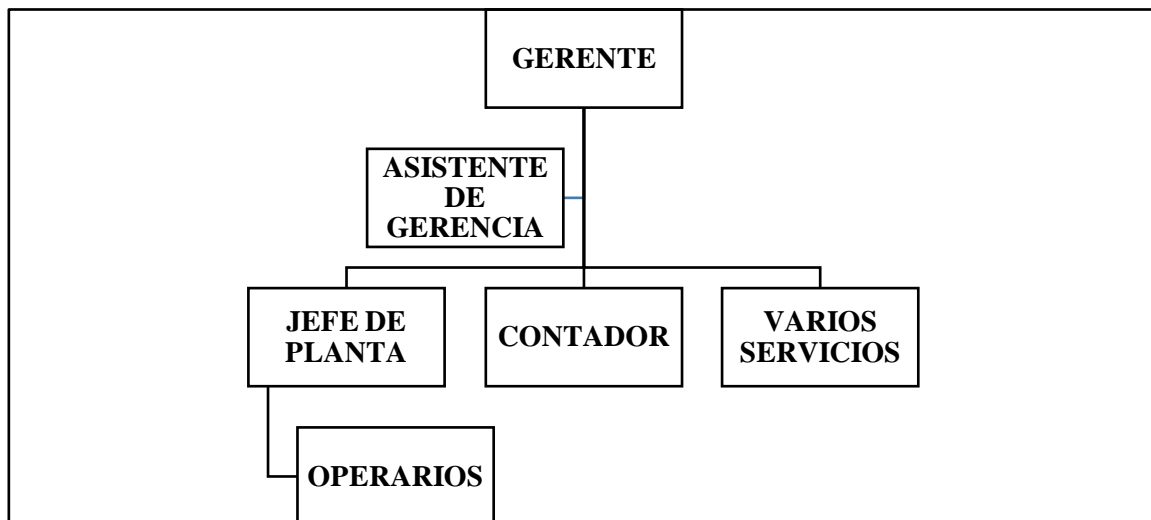 GERENTE
ASISTENTE
DE
GERENCIA
JEFE DE
PLANTA
CONTADOR
VARIOS
SERVICIOS
OPERARIOS